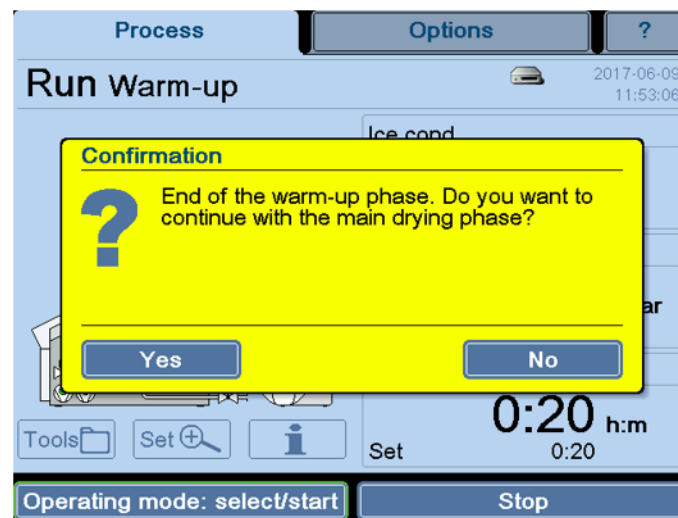 Process
Options
?
Run Warm-up
2017-06-09
11:53:06
Ice cond.
Confirmation
End of the warm-up phase. Do you want to
continue with the main drying phase?
ar
Yes
No
0:20 h:m
Tools
Set
i
Set
0:20
Operating mode: select/start
Stop